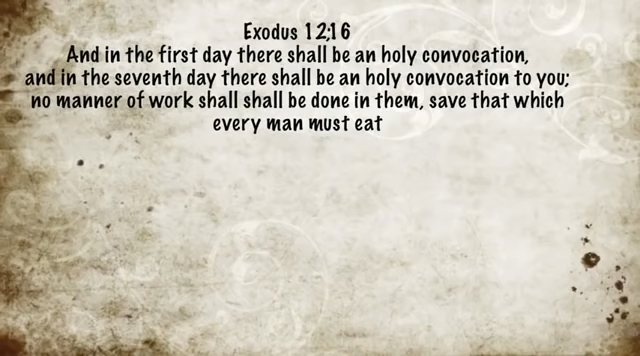 Exodus 12;16
And in the first day there shall be an holy convocation,
and in the seventh day there shall be an holy convocation to you;
no manner of work shall shall be done in them, save that which
every man must eat